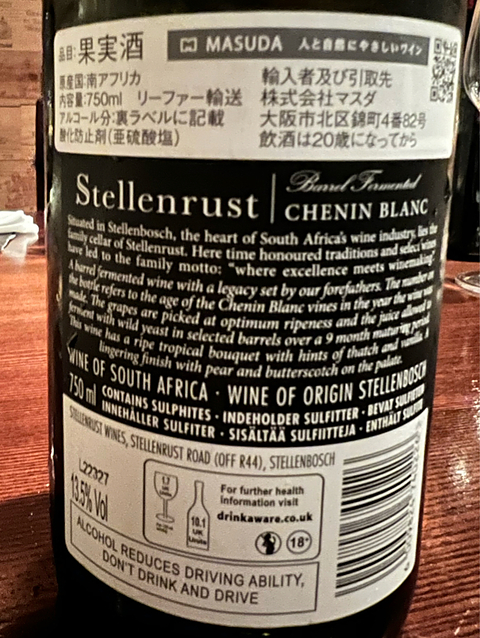 品目:果実酒 MASUDA 人と自然にやさしいワイン
原産国:南アフリカ
内容量:750ml リーファー輸送
アルコール分:裏ラベルに記載
酸化防止剤(亜硫酸塩)
輸入者及び引取先
株式会社マスダ
大阪市北区錦町4番82号
飲酒は20歳になってから
Stellenrust
Barrel Fermented
CHENIN BLANC
Situated in Stellenbosch, the heart of South Africa's wine industry, lies the
family cellar of Stellenrust. Here time honoured traditions and select wines
have led to the family motto: "where excellence meets winemaking".
A barrel fermented wine with a legacy set by our forefathers. The number on
the bottle refers to the age of the Chenin Blanc vines in the year the wine was
made. The grapes are picked at optimum ripeness and the juice allowed to
ferment with wild yeast in selected barrels over a 9 month maturing period.
This wine has a ripe tropical bouquet with hints of thatch and vanilla. A
lingering finish with pear and butterscotch on the palate.
WINE OF SOUTH AFRICA · WINE OF ORIGIN STELLENBOSCH
750 ml
CONTAINS SULPHITES · INDEHOLDER SULFITTER · BEVAT SULFIETEN
INNEHÅLLER SULFITER · SISÄLTÄÄ SULFIITTEJA · ENTHÄLT SULFITE
STELLENRUST WINES, STELLENRUST ROAD (OFF R44), STELLENBOSCH
L22327
13.5% Vol
10.1
UK
Units
For further health
information visit
drinkaware.co.uk
18+
ALCOHOL REDUCES DRIVING ABILITY,
DON'T DRINK AND DRIVE